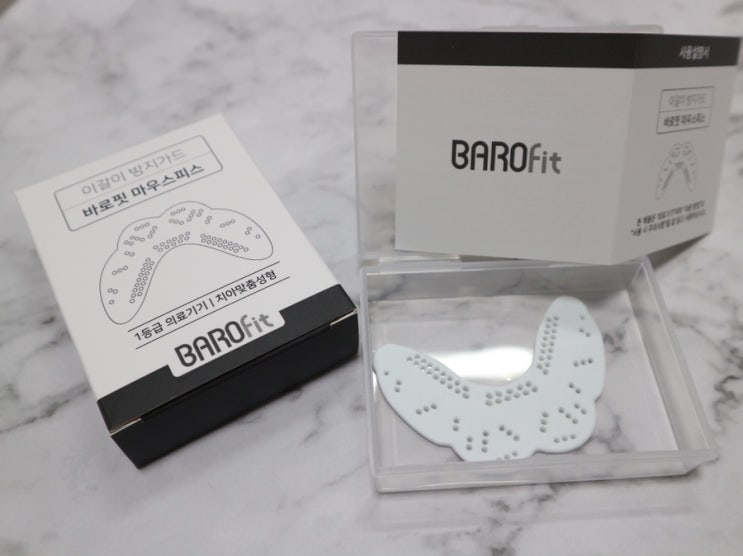 이갈이 방지가드
바로핏 마우스피스
1등급 의료기기 | 치아맞춤성형
BAROfit
사용설명서
BAROfit
이갈이 방지가드
바로핏 마우스피스